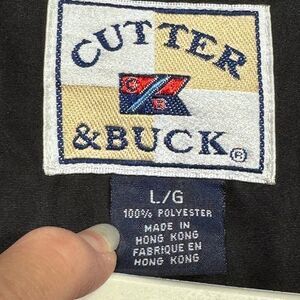 CUTTER
C B
& BUCK®
L/G
100% POLYESTER
MADE IN
HONG KONG
FABRIQUE EN
HONG KONG